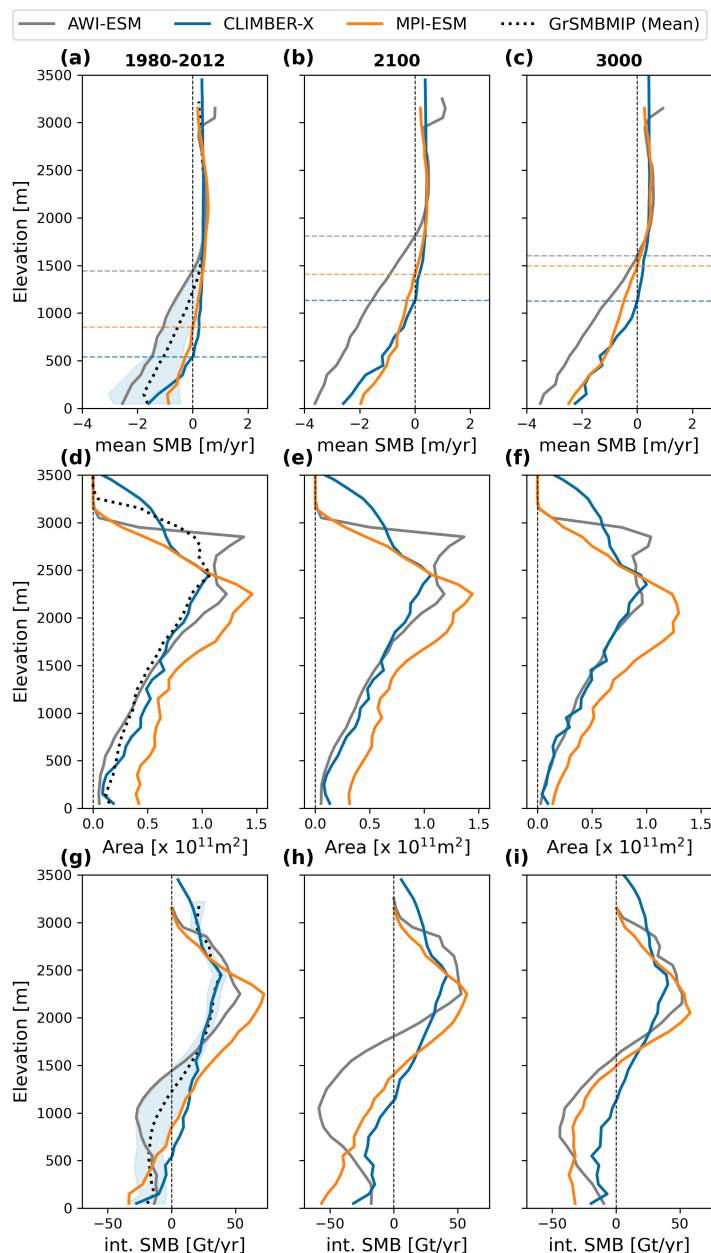 AWI-ESM CLIMBER-X MPI-ESM GrSMBMIP (Mean)
(a) 1980-2012 (b) 2100 (c) 3000
3500
3000
2500
2000
1500
1000
500
0
Elevation [m]
−4 −2 0 2 −4 −2 0 2 −4 −2 0 2
mean SMB [m/yr] mean SMB [m/yr] mean SMB [m/yr]
(d) (e) (f)
3500
3000
2500
2000
1500
1000
500
0
Elevation [m]
0.0 0.5 1.0 1.5 0.0 0.5 1.0 1.5 0.0 0.5 1.0 1.5
Area [x 10¹¹m²] Area [x 10¹¹m²] Area [x 10¹¹m²]
(g) (h) (i)
3500
3000
2500
2000
1500
1000
500
0
Elevation [m]
−50 0 50 −50 0 50 −50 0 50
int. SMB [Gt/yr] int. SMB [Gt/yr] int. SMB [Gt/yr]